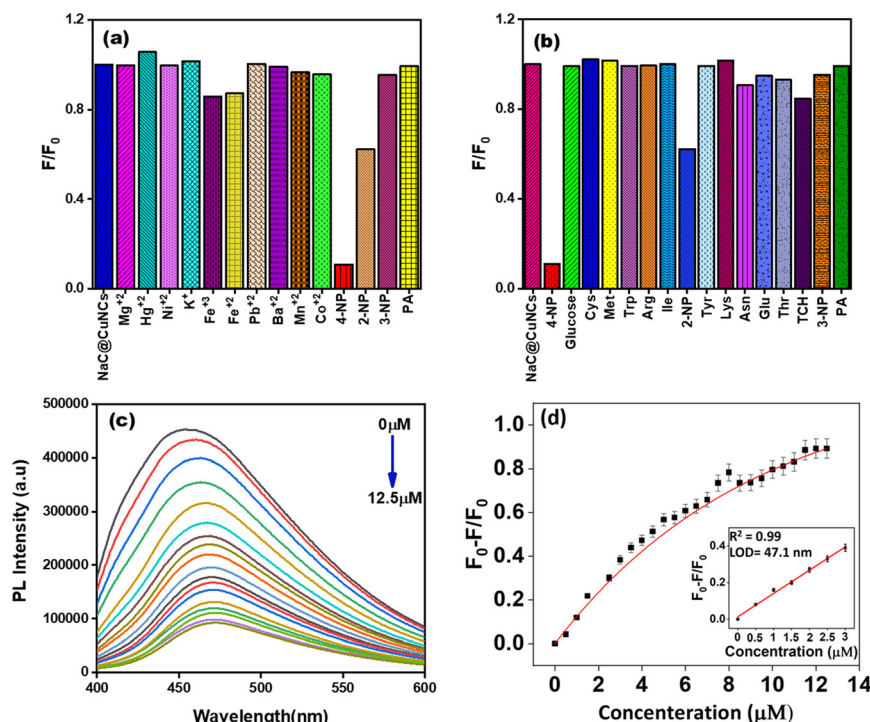 (a)
F/F0
1.2
0.8
0.4
0.0
NaC@CuNCs
Mg+2
Hg+2
Ni+2
K+
Fe+3
Fe+2
Pb+2
Ba+2
Mn+2
Co+2
4-NP
2-NP
3-NP
PA
(b)
F/F0
1.2
0.8
0.4
0.0
NaC@CuNCs
4-NP
Glucose
Cys
Met
Trp
Arg
Ile
2-NP
Tyr
Lys
Asn
Glu
Thr
TCH
3-NP
PA
(c)
0μM
12.5μM
PL Intensity (a.u)
500000
400000
300000
200000
100000
0
400 450 500 550 600
Wavelength(nm)
(d)
F0-F/F0
1.0
0.8
0.6
0.4
0.2
0.0
0 2 4 6 8 10 12 14
Concenteration (μM)
R2 = 0.99
LOD= 47.1 nm
F0-F/F0
0.4
0.2
0.0
0 0.5 1 1.5 2 2.5 3
Concentration (μM)